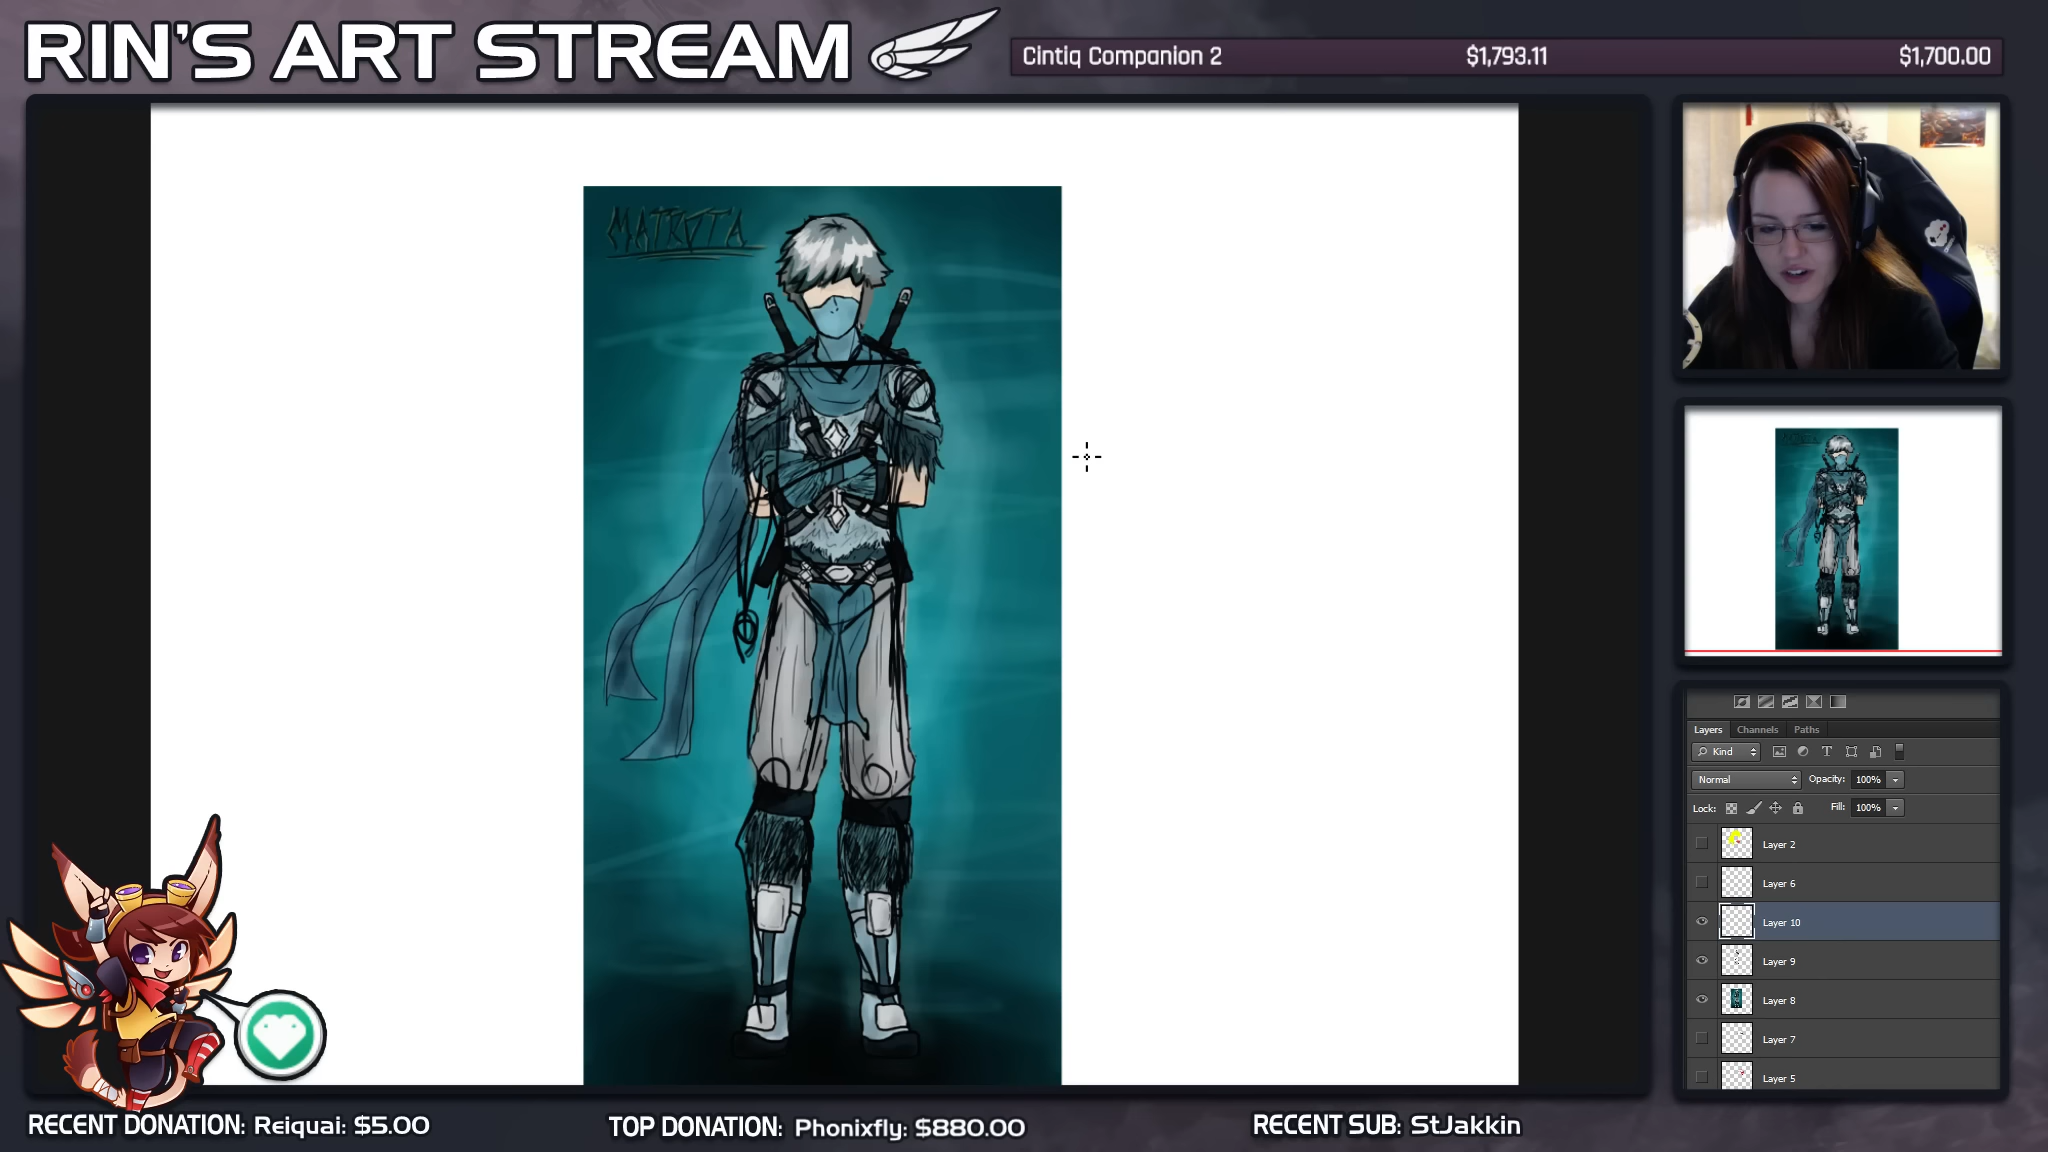 RIN'S ART STREAM
Cintiq Companion 2 $1,793.11 $1,700.00
MATROTA
Layers Channels Paths
Kind
Normal Opacity: 100%
Lock: Fill: 100%
Layer 2
Layer 6
Layer 10
Layer 9
Layer 8
Layer 7
Layer 5
RECENT DONATION: Reiquai: $5.00 TOP DONATION: Phonixfly: $880.00 RECENT SUB: StJakkin